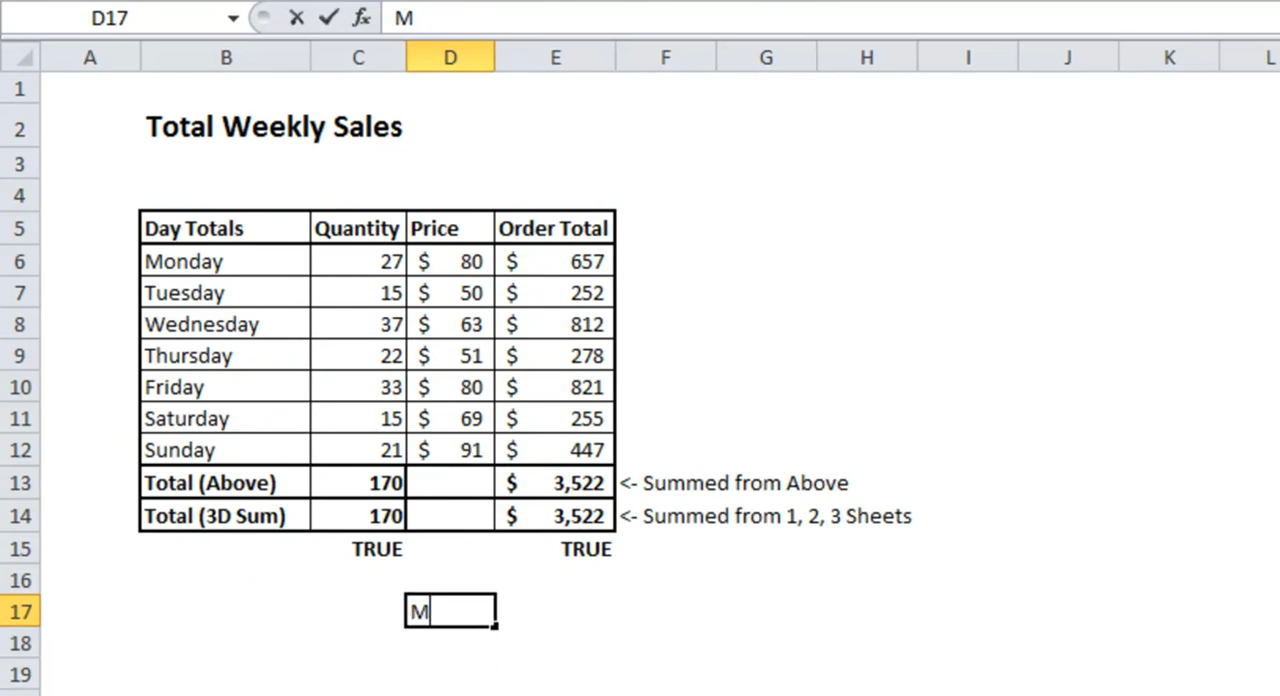 D17 fx M
A B C D E F G H I J K L
1
2 Total Weekly Sales
3
4
5 Day Totals Quantity Price Order Total
6 Monday 27 $ 80 $ 657
7 Tuesday 15 $ 50 $ 252
8 Wednesday 37 $ 63 $ 812
9 Thursday 22 $ 51 $ 278
10 Friday 33 $ 80 $ 821
11 Saturday 15 $ 69 $ 255
12 Sunday 21 $ 91 $ 447
13 Total (Above) 170 $ 3,522 <- Summed from Above
14 Total (3D Sum) 170 $ 3,522 <- Summed from 1, 2, 3 Sheets
15 TRUE TRUE
16
17 M
18
19